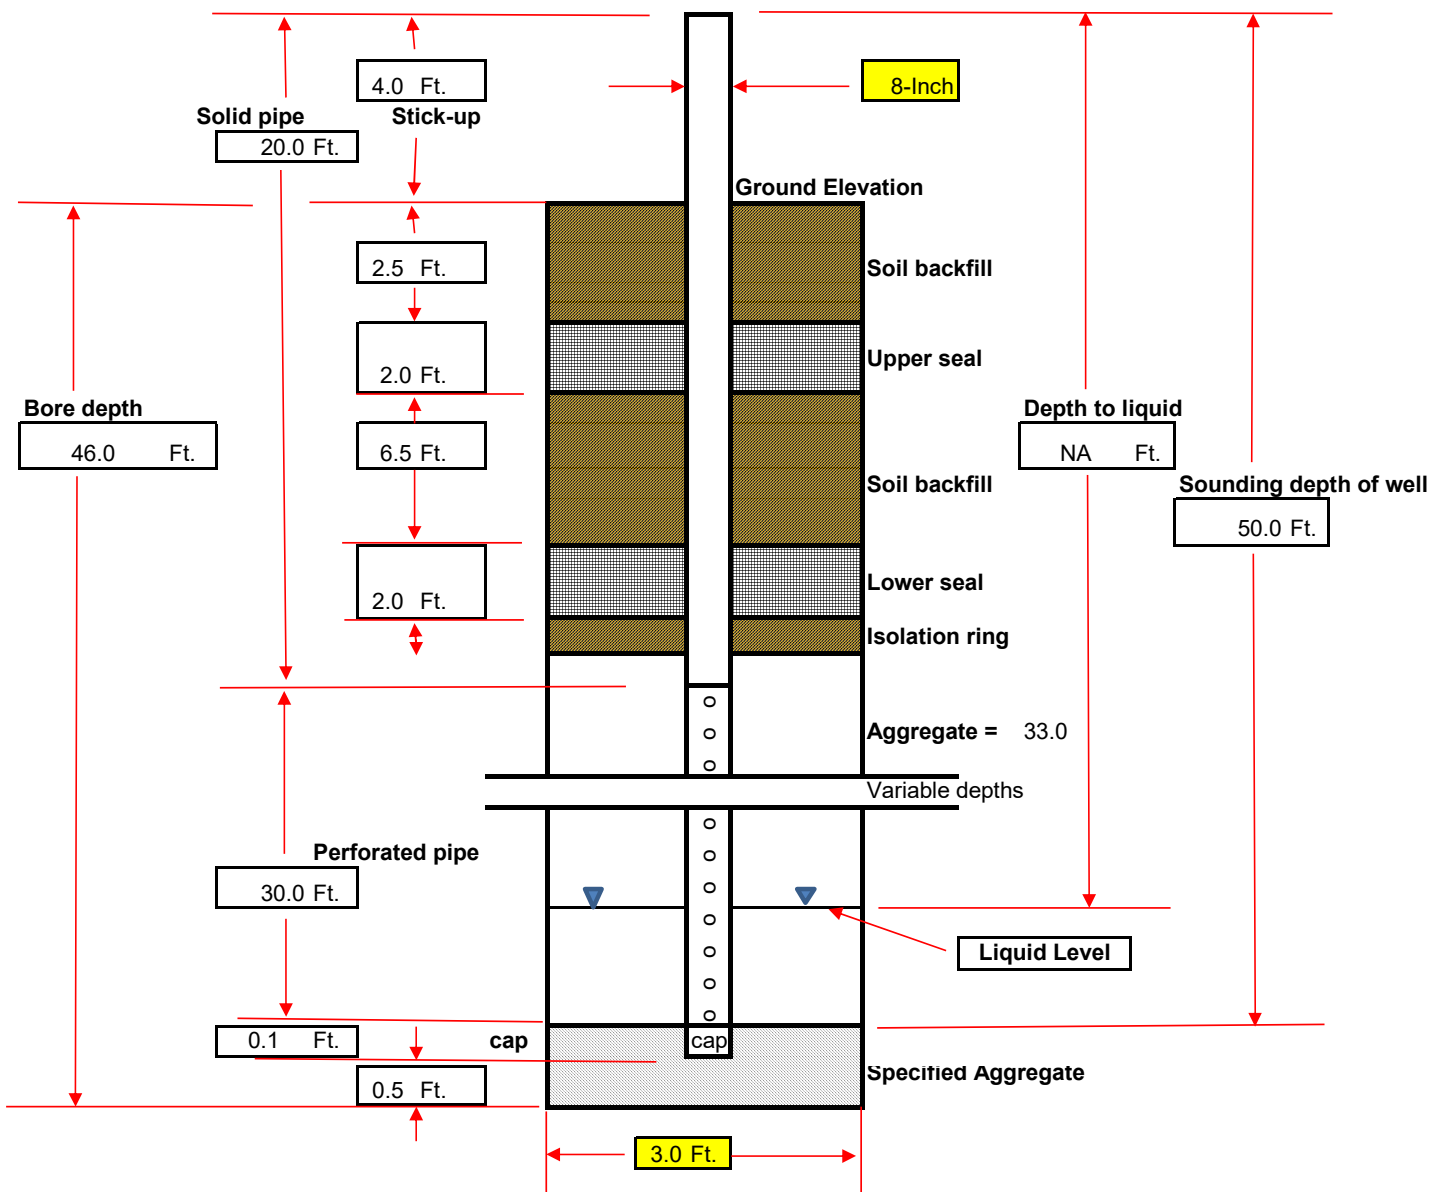 4.0 Ft.
8-Inch
Solid pipe
Stick-up
20.0 Ft.
Ground Elevation
2.5 Ft.
Soil backfill
2.0 Ft.
Upper seal
Bore depth
46.0 Ft.
6.5 Ft.
Depth to liquid
NA Ft.
Soil backfill
Sounding depth of well
50.0 Ft.
2.0 Ft.
Lower seal
Isolation ring
o
Aggregate = 33.0
o
o
Variable depths
o
Perforated pipe
o
30.0 Ft.
o
o
Liquid Level
o
o
o
0.1 Ft.
cap
cap
Specified Aggregate
0.5 Ft.
3.0 Ft.